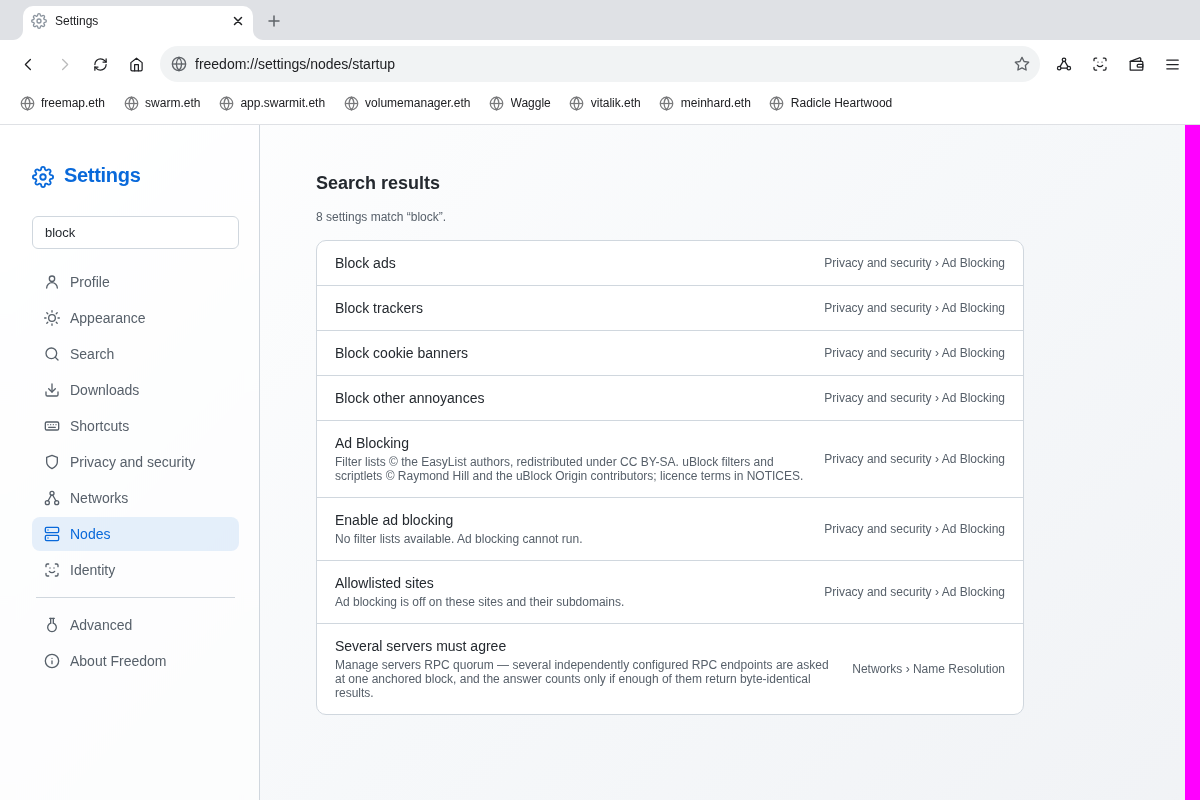 Settings
freedom://settings/nodes/startup
freemap.eth
swarm.eth
app.swarmit.eth
volumemanager.eth
Waggle
vitalik.eth
meinhard.eth
Radicle Heartwood
Settings
block
Profile
Appearance
Search
Downloads
Shortcuts
Privacy and security
Networks
Nodes
Identity
Advanced
About Freedom
Search results
8 settings match “block”.
Block ads
Privacy and security › Ad Blocking
Block trackers
Privacy and security › Ad Blocking
Block cookie banners
Privacy and security › Ad Blocking
Block other annoyances
Privacy and security › Ad Blocking
Ad Blocking
Filter lists © the EasyList authors, redistributed under CC BY-SA. uBlock filters and
scriptlets © Raymond Hill and the uBlock Origin contributors; licence terms in NOTICES.
Privacy and security › Ad Blocking
Enable ad blocking
No filter lists available. Ad blocking cannot run.
Privacy and security › Ad Blocking
Allowlisted sites
Ad blocking is off on these sites and their subdomains.
Privacy and security › Ad Blocking
Several servers must agree
Manage servers RPC quorum — several independently configured RPC endpoints are asked
at one anchored block, and the answer counts only if enough of them return byte-identical
results.
Networks › Name Resolution